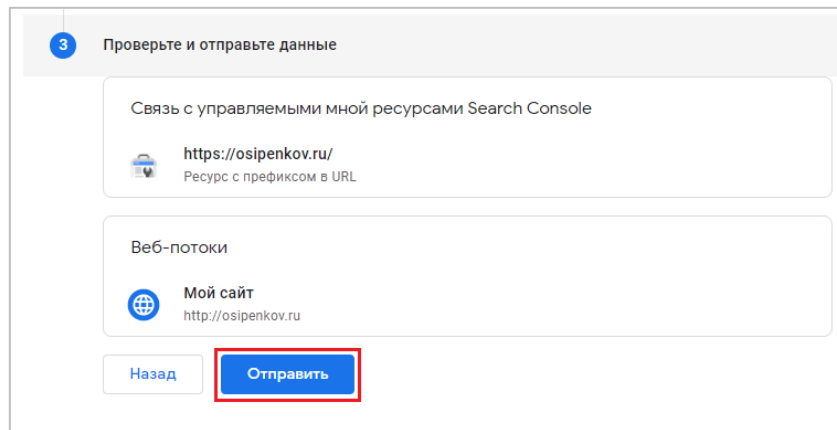 3
Проверьте и отправьте данные
Связь с управляемыми мной ресурсами Search Console
https://osipenkov.ru/
Ресурс с префиксом в URL
Веб-потоки
Мой сайт
http://osipenkov.ru
Назад
Отправить